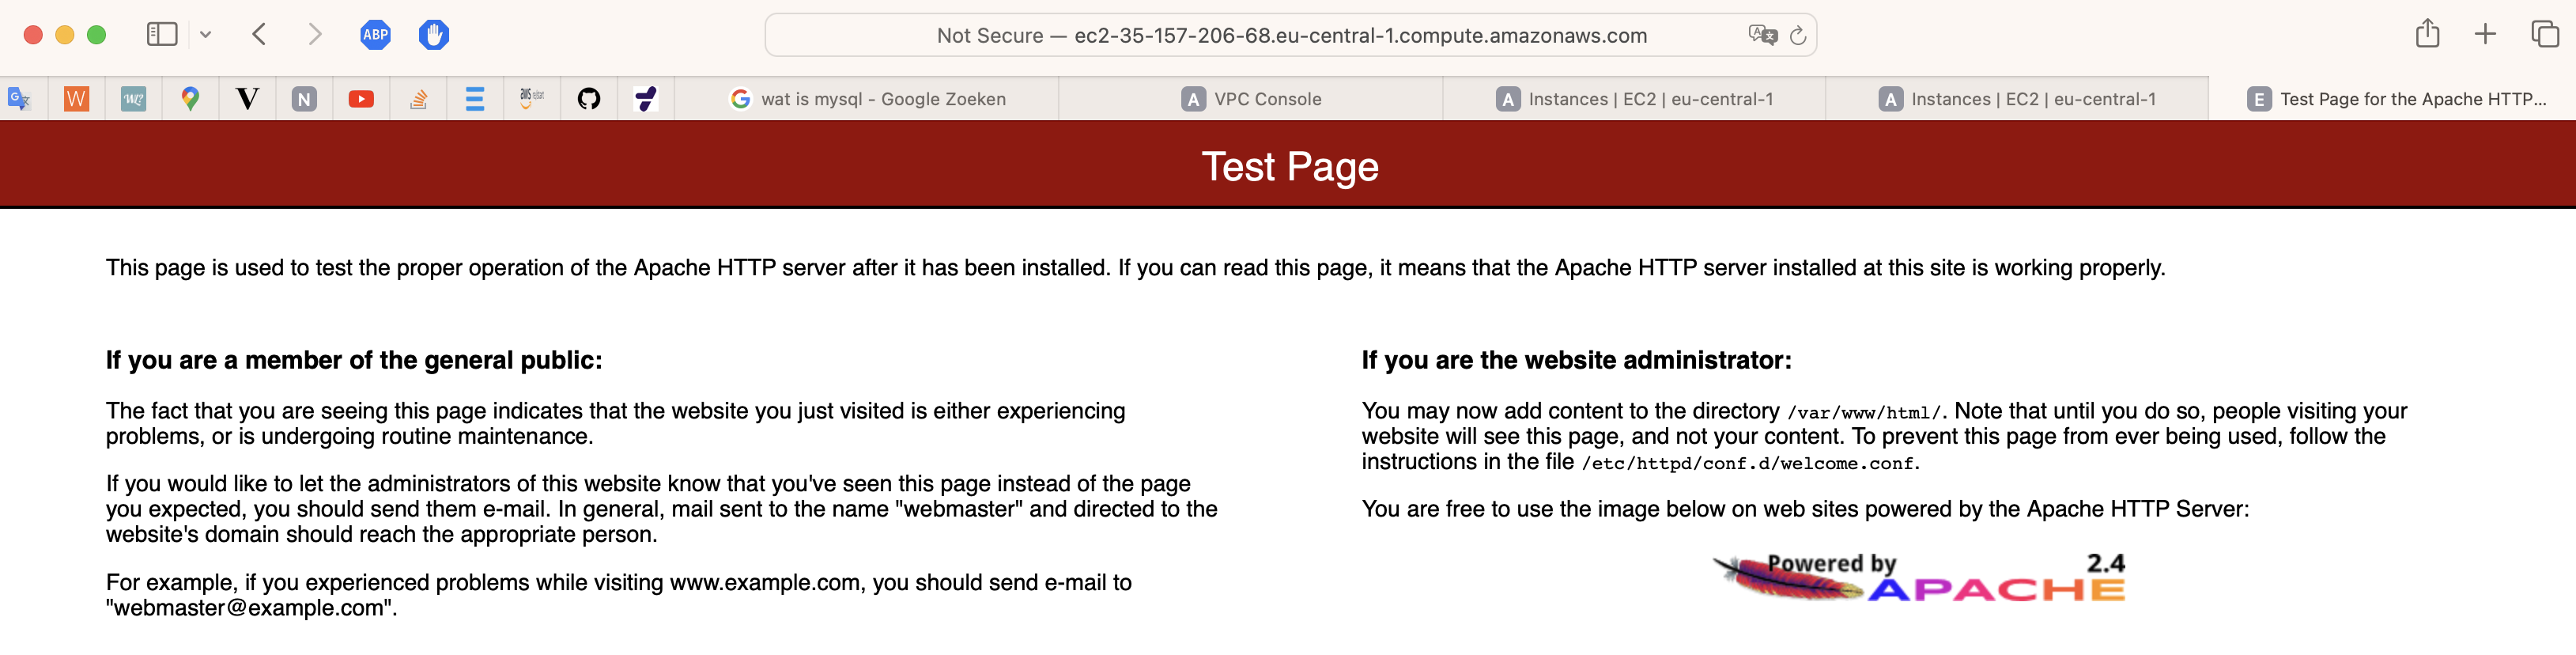 ABP
Not Secure — ec2-35-157-206-68.eu-central-1.compute.amazonaws.com
W
V
N
G wat is mysql - Google Zoeken
A VPC Console
A Instances | EC2 | eu-central-1
A Instances | EC2 | eu-central-1
E Test Page for the Apache HTTP...
Test Page
This page is used to test the proper operation of the Apache HTTP server after it has been installed. If you can read this page, it means that the Apache HTTP server installed at this site is working properly.
If you are a member of the general public:
The fact that you are seeing this page indicates that the website you just visited is either experiencing
problems, or is undergoing routine maintenance.
If you would like to let the administrators of this website know that you've seen this page instead of the page
you expected, you should send them e-mail. In general, mail sent to the name "webmaster" and directed to the
website's domain should reach the appropriate person.
For example, if you experienced problems while visiting www.example.com, you should send e-mail to
"webmaster@example.com".
If you are the website administrator:
You may now add content to the directory /var/www/html/. Note that until you do so, people visiting your
website will see this page, and not your content. To prevent this page from ever being used, follow the
instructions in the file /etc/httpd/conf.d/welcome.conf.
You are free to use the image below on web sites powered by the Apache HTTP Server:
Powered by 2.4
APACHE